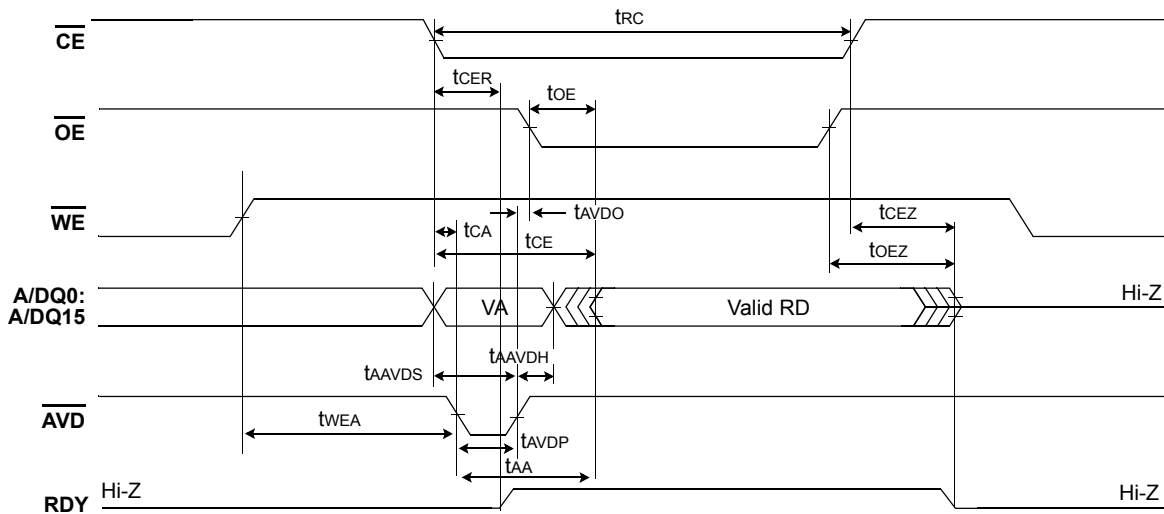 CE
tRC
tCER
tOE
OE
WE
tAVDO
tCA
tCE
tCEZ
tOEZ
A/DQ0:
A/DQ15
VA
Valid RD
Hi-Z
tAAVDH
tAAVDS
AVD
tWEA
tAVDP
tAA
RDY
Hi-Z
Hi-Z